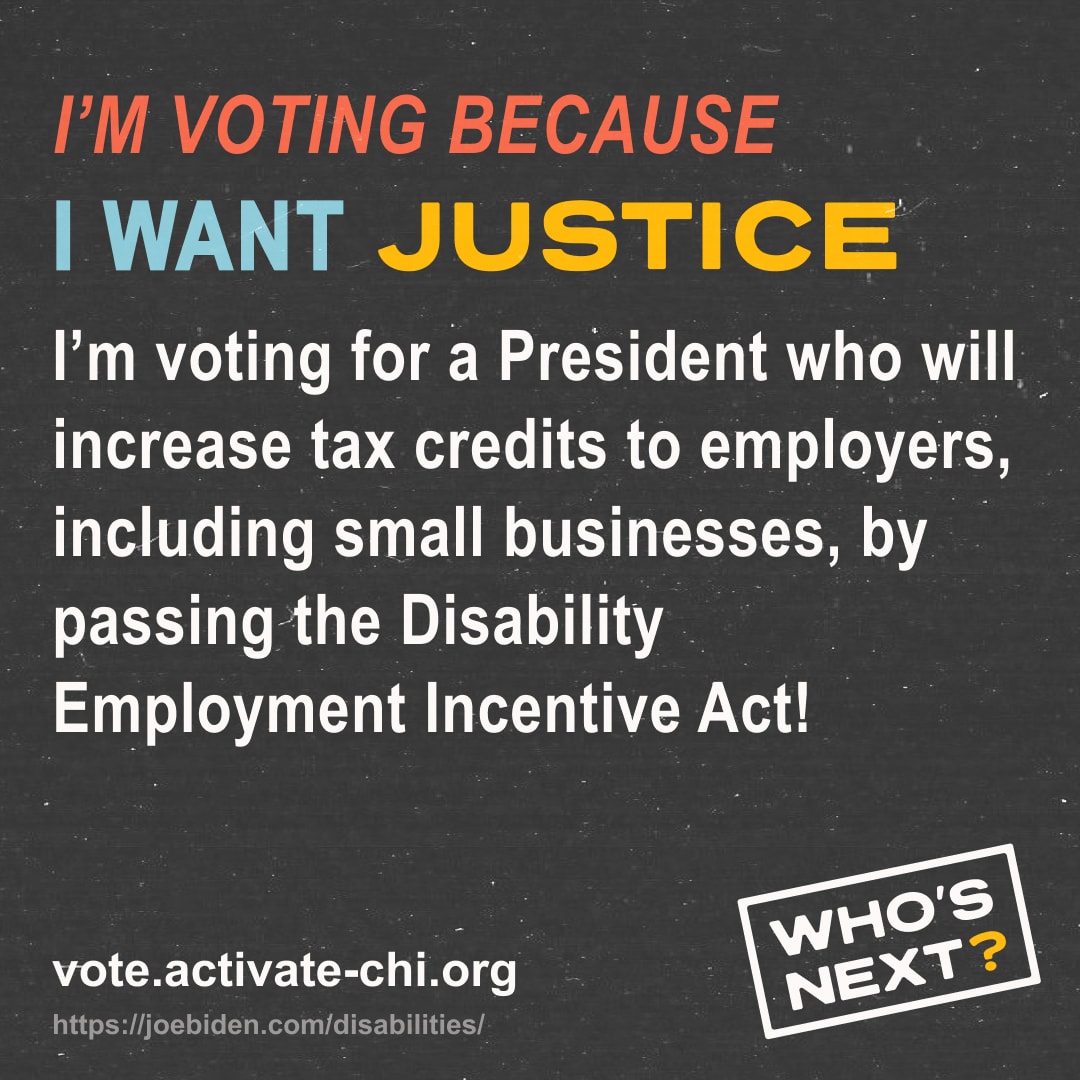 I’M VOTING BECAUSE
I WANT JUSTICE
I’m voting for a President who will
increase tax credits to employers,
including small businesses, by
passing the Disability
Employment Incentive Act!
WHO'S
NEXT?
vote.activate-chi.org
https://joebiden.com/disabilities/